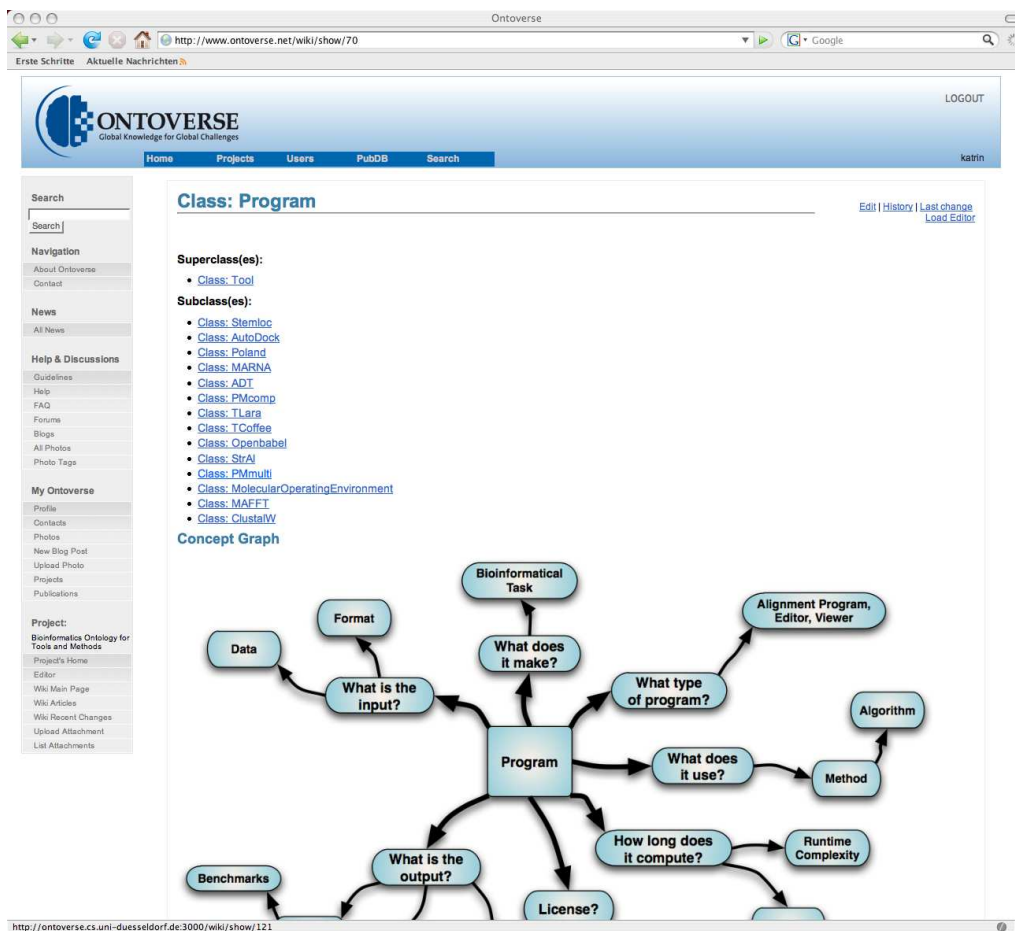 Ontoverse
http://www.ontoverse.net/wiki/show/70
G Google
Erste Schritte Aktuelle Nachrichten
LOGOUT
ONTOVERSE
Global Knowledge for Global Challenges
Home Projects Users PubDB Search
katrin
Search
Search
Navigation
About Ontoverse
Contact
News
All News
Help & Discussions
Guidelines
Help
FAQ
Forums
Blogs
All Photos
Photo Tags
My Ontoverse
Profile
Contacts
Photos
New Blog Post
Upload Photo
Projects
Publications
Project:
Bioinformatics Ontology for
Tools and Methods
Project's Home
Editor
Wiki Main Page
Wiki Articles
Wiki Recent Changes
Upload Attachment
List Attachments
Class: Program
Edit | History | Last change
Load Editor
Superclass(es):
• Class: Tool
Subclass(es):
• Class: Stemloc
• Class: AutoDock
• Class: Poland
• Class: MARNA
• Class: ADT
• Class: PMcomp
• Class: TLara
• Class: TCoffee
• Class: Openbabel
• Class: StrAl
• Class: PMmulti
• Class: MolecularOperatingEnvironment
• Class: MAFFT
• Class: ClustalW
Concept Graph
Bioinformatical
Task
Format
Alignment Program,
Editor, Viewer
Data
What does
it make?
What is the
input?
What type
of program?
Algorithm
Program
What does
it use?
Method
How long does
it compute?
Runtime
Complexity
What is the
output?
Benchmarks
License?
http://ontoverse.cs.uni-duesseldorf.de:3000/wiki/show/121